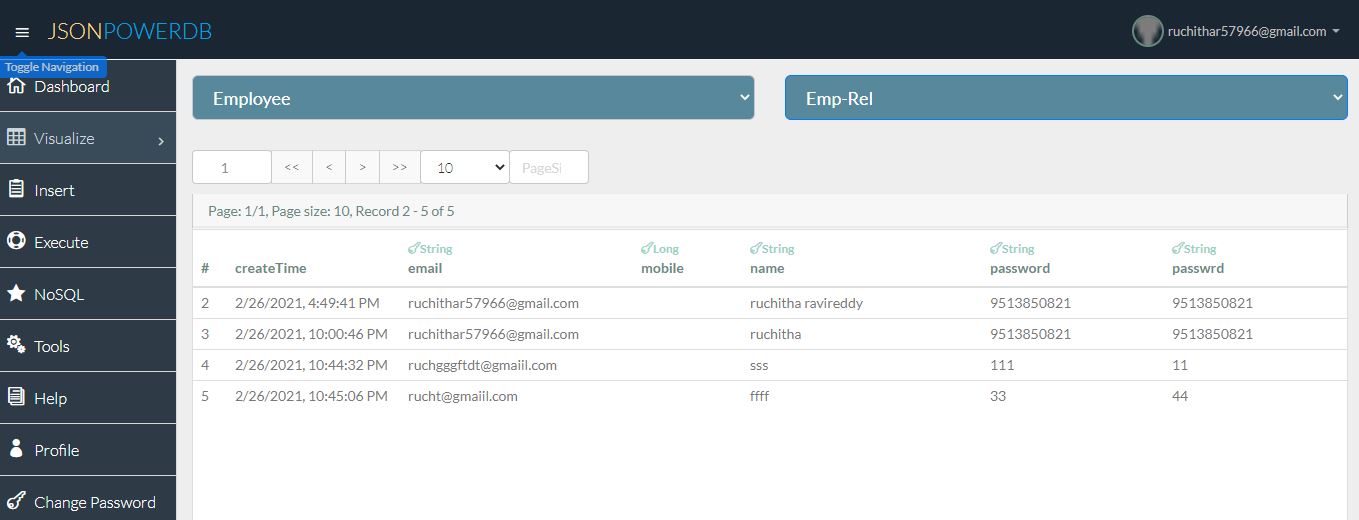 JSONPOWERDB
ruchithar57966@gmail.com
Toggle Navigation
Dashboard
Visualize
Insert
Execute
NoSQL
Tools
Help
Profile
Change Password
Employee
Emp-Rel
1 << < > >> 10 PageSi
Page: 1/1, Page size: 10, Record 2 - 5 of 5
String Long String String String
# createTime email mobile name password passwrd
2 2/26/2021, 4:49:41 PM ruchithar57966@gmail.com ruchitha ravireddy 9513850821 9513850821
3 2/26/2021, 10:00:46 PM ruchithar57966@gmail.com ruchitha 9513850821 9513850821
4 2/26/2021, 10:44:32 PM ruchgggftdt@gmaiil.com sss 111 11
5 2/26/2021, 10:45:06 PM rucht@gmaiil.com ffff 33 44